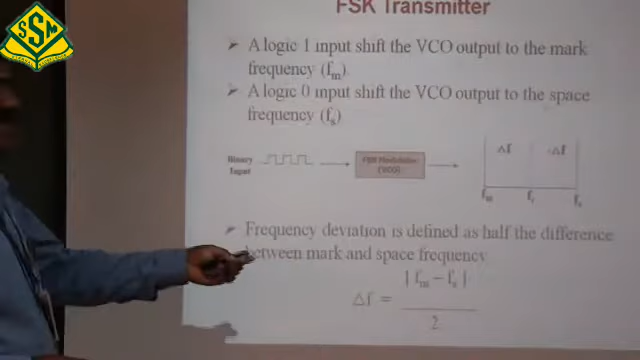 SSM
FSK Transmitter
➢ A logic 1 input shift the VCO output to the mark
frequency (fm)
➢ A logic 0 input shift the VCO output to the space
frequency (fs)
Binary
Input
FSK Modulator
(VCO)
Δf -Δf
fm fc fs
➢ Frequency deviation is defined as half the difference
between mark and space frequency
Δf = | fm – fs |
2